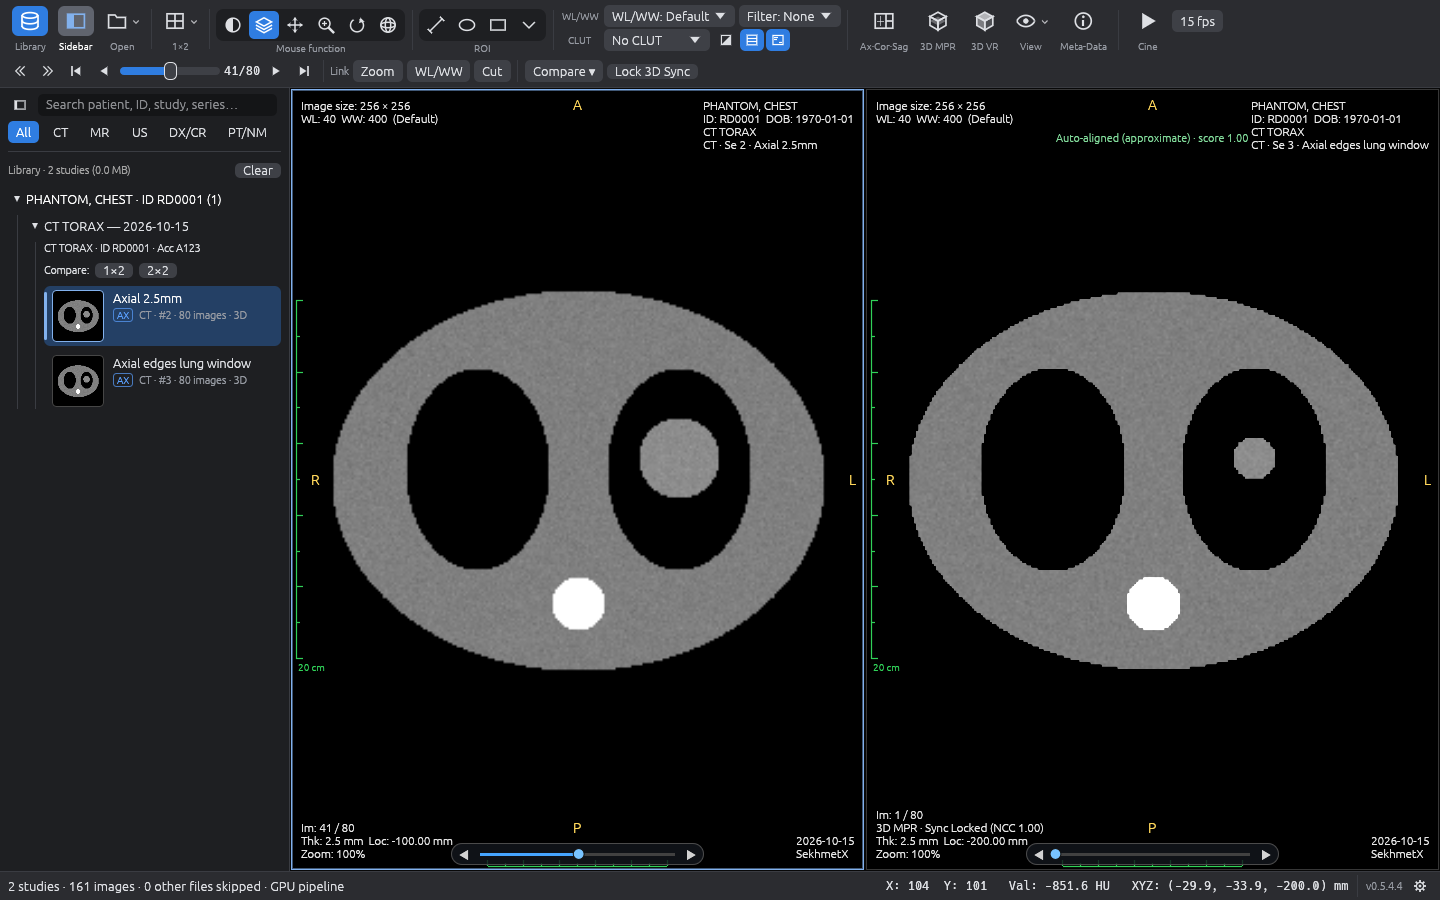 Library
Sidebar
Open
1×2
Mouse function
ROI
WL/WW
WL/WW: Default
Filter: None
CLUT
No CLUT
Ax-Cor-Sag
3D MPR
3D VR
View
Meta-Data
Cine
15 fps
41/80
Link
Zoom
WL/WW
Cut
Compare
Lock 3D Sync
Search patient, ID, study, series…
All
CT
MR
US
DX/CR
PT/NM
Library · 2 studies (0.0 MB)
Clear
PHANTOM, CHEST · ID RD0001 (1)
CT TORAX — 2026-10-15
CT TORAX · ID RD0001 · Acc A123
Compare:
1×2
2×2
Axial 2.5mm
AX CT · #2 · 80 images · 3D
Axial edges lung window
AX CT · #3 · 80 images · 3D
Image size: 256 × 256
WL: 40 WW: 400 (Default)
A
PHANTOM, CHEST
ID: RD0001 DOB: 1970-01-01
CT TORAX
CT · Se 2 · Axial 2.5mm
R
L
20 cm
Im: 41 / 80
Thk: 2.5 mm Loc: -100.00 mm
Zoom: 100%
P
2026-10-15
SekhmetX
Image size: 256 × 256
WL: 40 WW: 400 (Default)
A
Auto-aligned (approximate) · score 1.00
PHANTOM, CHEST
ID: RD0001 DOB: 1970-01-01
CT TORAX
CT · Se 3 · Axial edges lung window
R
L
20 cm
Im: 1 / 80
3D MPR · Sync Locked (NCC 1.00)
Thk: 2.5 mm Loc: -200.00 mm
Zoom: 100%
P
2026-10-15
SekhmetX
2 studies · 161 images · 0 other files skipped · GPU pipeline
X: 104 Y: 101 Val: -851.6 HU XYZ: (-29.9, -33.9, -200.0) mm
v0.5.4.4